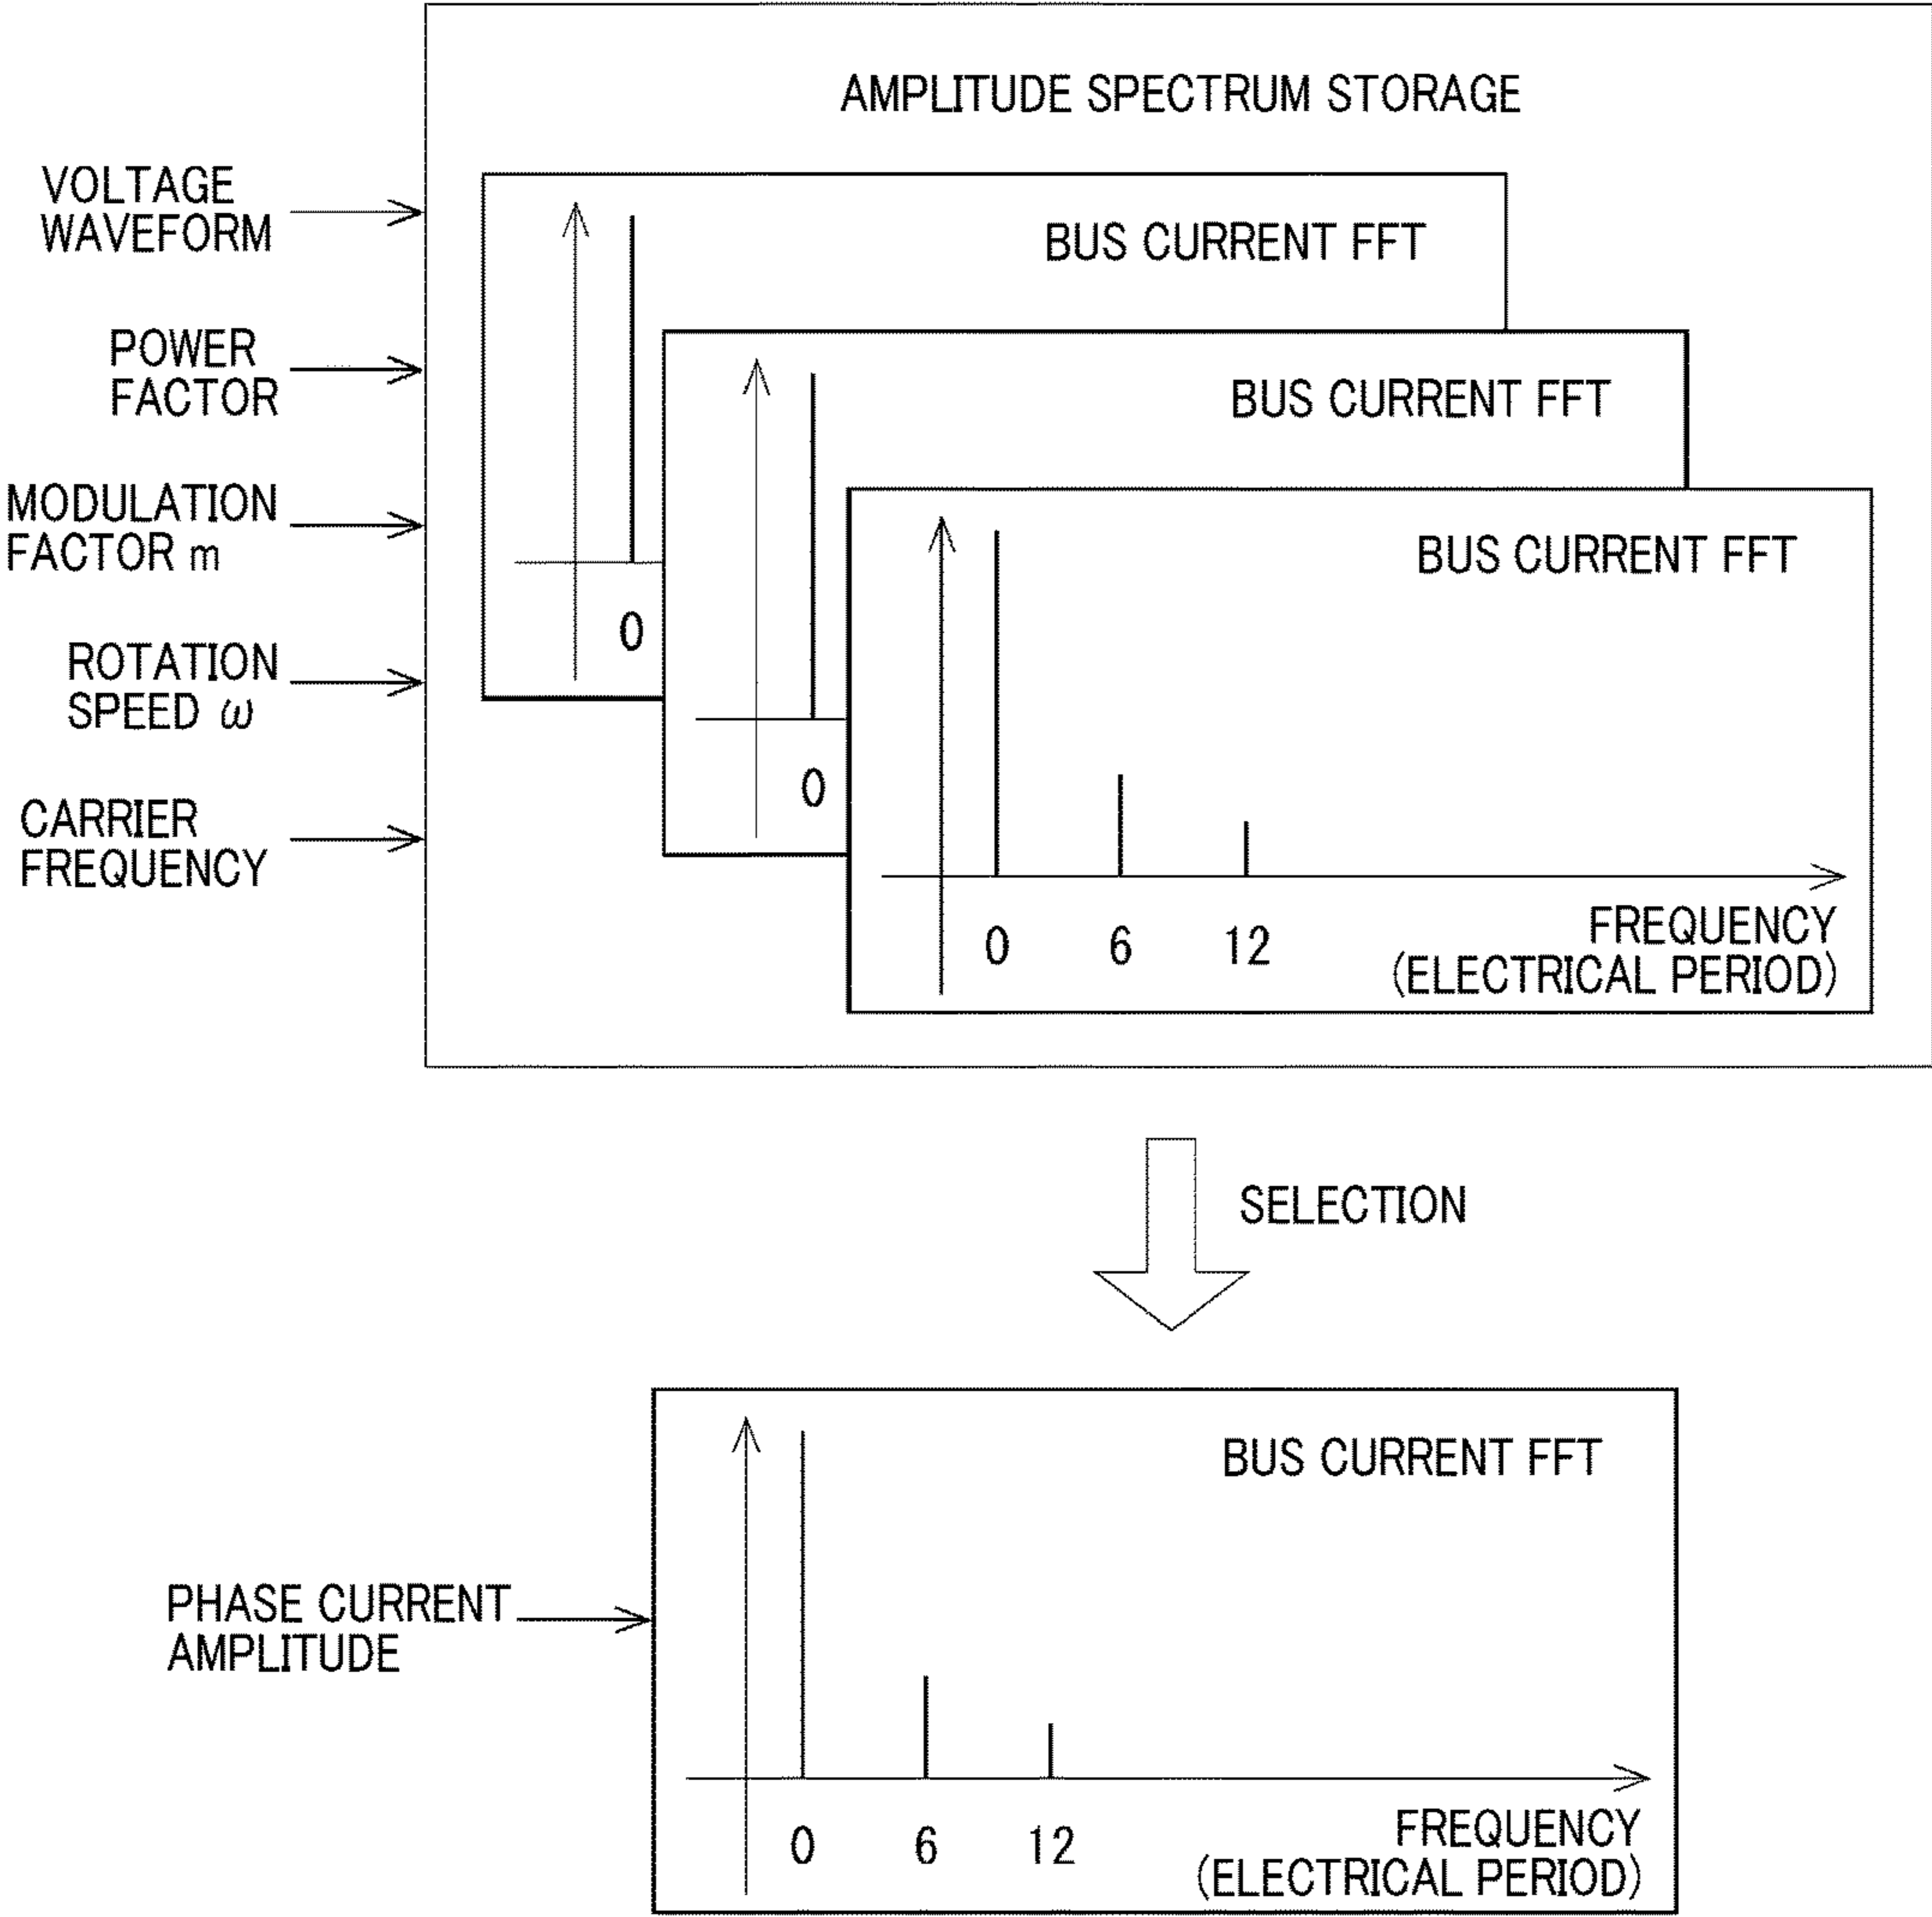 AMPLITUDE SPECTRUM STORAGE
VOLTAGE
WAVEFORM
POWER
FACTOR
MODULATION
FACTOR m
ROTATION
SPEED ω
CARRIER
FREQUENCY
BUS CURRENT FFT
0
BUS CURRENT FFT
0
BUS CURRENT FFT
0 6 12
FREQUENCY
(ELECTRICAL PERIOD)
SELECTION
PHASE CURRENT
AMPLITUDE
BUS CURRENT FFT
0 6 12
FREQUENCY
(ELECTRICAL PERIOD)